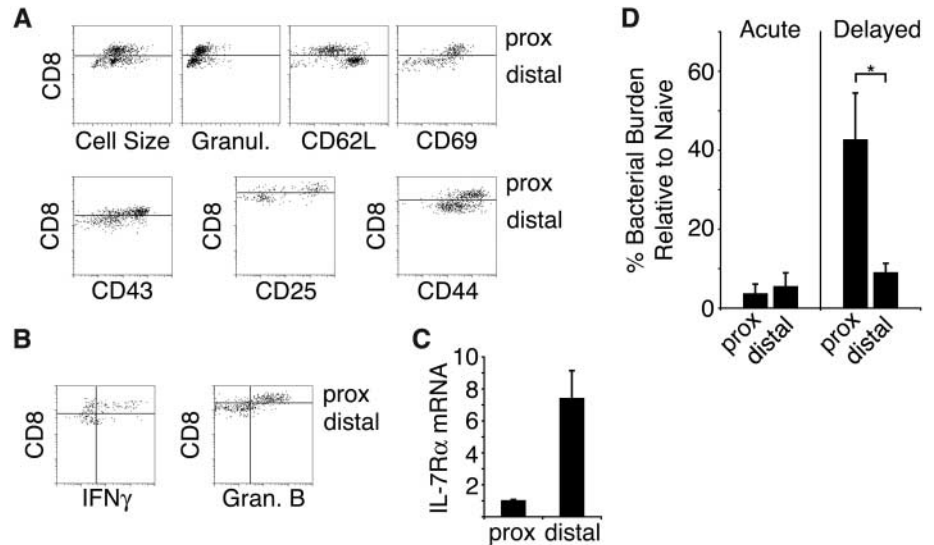 A
CD8
prox
distal
Cell Size
Granul.
CD62L
CD69
CD8
CD8
CD8
prox
distal
CD43
CD25
CD44
B
CD8
CD8
prox
distal
IFNγ
Gran. B
C
IL-7Rα mRNA
10
8
6
4
2
prox distal
D
Acute
Delayed
% Bacterial Burden
Relative to Naive
60
40
20
0
*
prox
distal
prox
distal